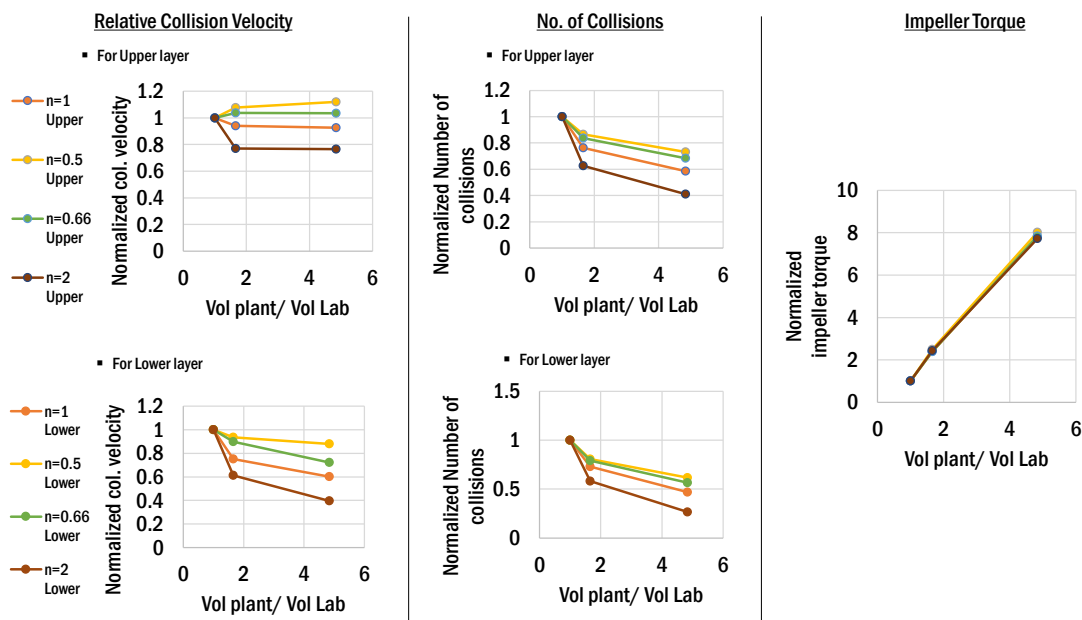 Relative Collision Velocity
▪ For Upper layer
n=1
Upper
n=0.5
Upper
n=0.66
Upper
n=2
Upper
Normalized col. velocity
1.2
1
0.8
0.6
0.4
0.2
0
0 2 4 6
Vol plant/ Vol Lab
▪ For Lower layer
n=1
Lower
n=0.5
Lower
n=0.66
Lower
n=2
Lower
Normalized col. velocity
1.2
1
0.8
0.6
0.4
0.2
0
0 2 4 6
Vol plant/ Vol Lab
No. of Collisions
▪ For Upper layer
Normalized Number of
collisions
1.2
1
0.8
0.6
0.4
0.2
0
0 2 4 6
Vol plant/ Vol Lab
▪ For Lower layer
Normalized Number of
collisions
1.5
1
0.5
0
0 2 4 6
Vol plant/ Vol Lab
Impeller Torque
Normalized
impeller torque
10
8
6
4
2
0
0 2 4 6
Vol plant/ Vol Lab